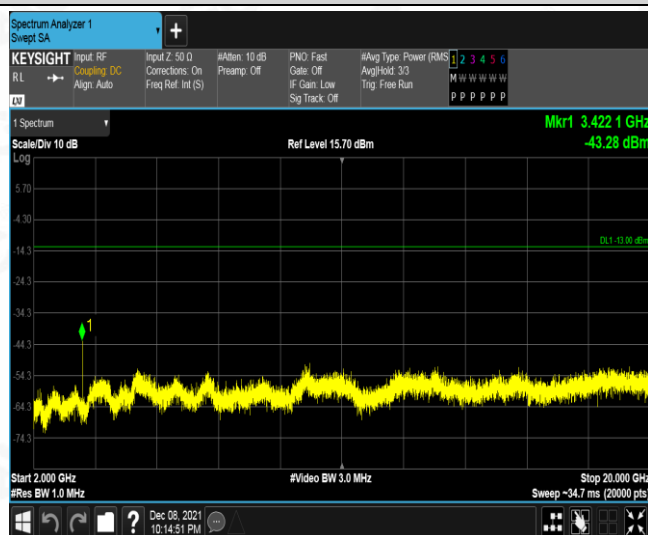 Spectrum Analyzer 1
Swept SA
KEYSIGHT
RL
LXI
Input: RF
Coupling: DC
Align: Auto
Input Z: 50 Ω
Corrections: On
Freq Ref: Int (S)
#Atten: 10 dB
Preamp: Off
PNO: Fast
Gate: Off
IF Gain: Low
Sig Track: Off
#Avg Type: Power (RMS
Avg|Hold: 3/3
Trig: Free Run
1 2 3 4 5 6
M W W W W W
P P P P P P
1 Spectrum
Scale/Div 10 dB
Ref Level 15.70 dBm
Mkr1 3.422 1 GHz
-43.28 dBm
Log
5.70
-4.30
DL1 -13.00 dBm
-14.3
-24.3
-34.3
1
-44.3
-54.3
-64.3
-74.3
Start 2.000 GHz
#Video BW 3.0 MHz
Stop 20.000 GHz
#Res BW 1.0 MHz
Sweep ~34.7 ms (20000 pts)
?
Dec 08, 2021
10:14:51 PM